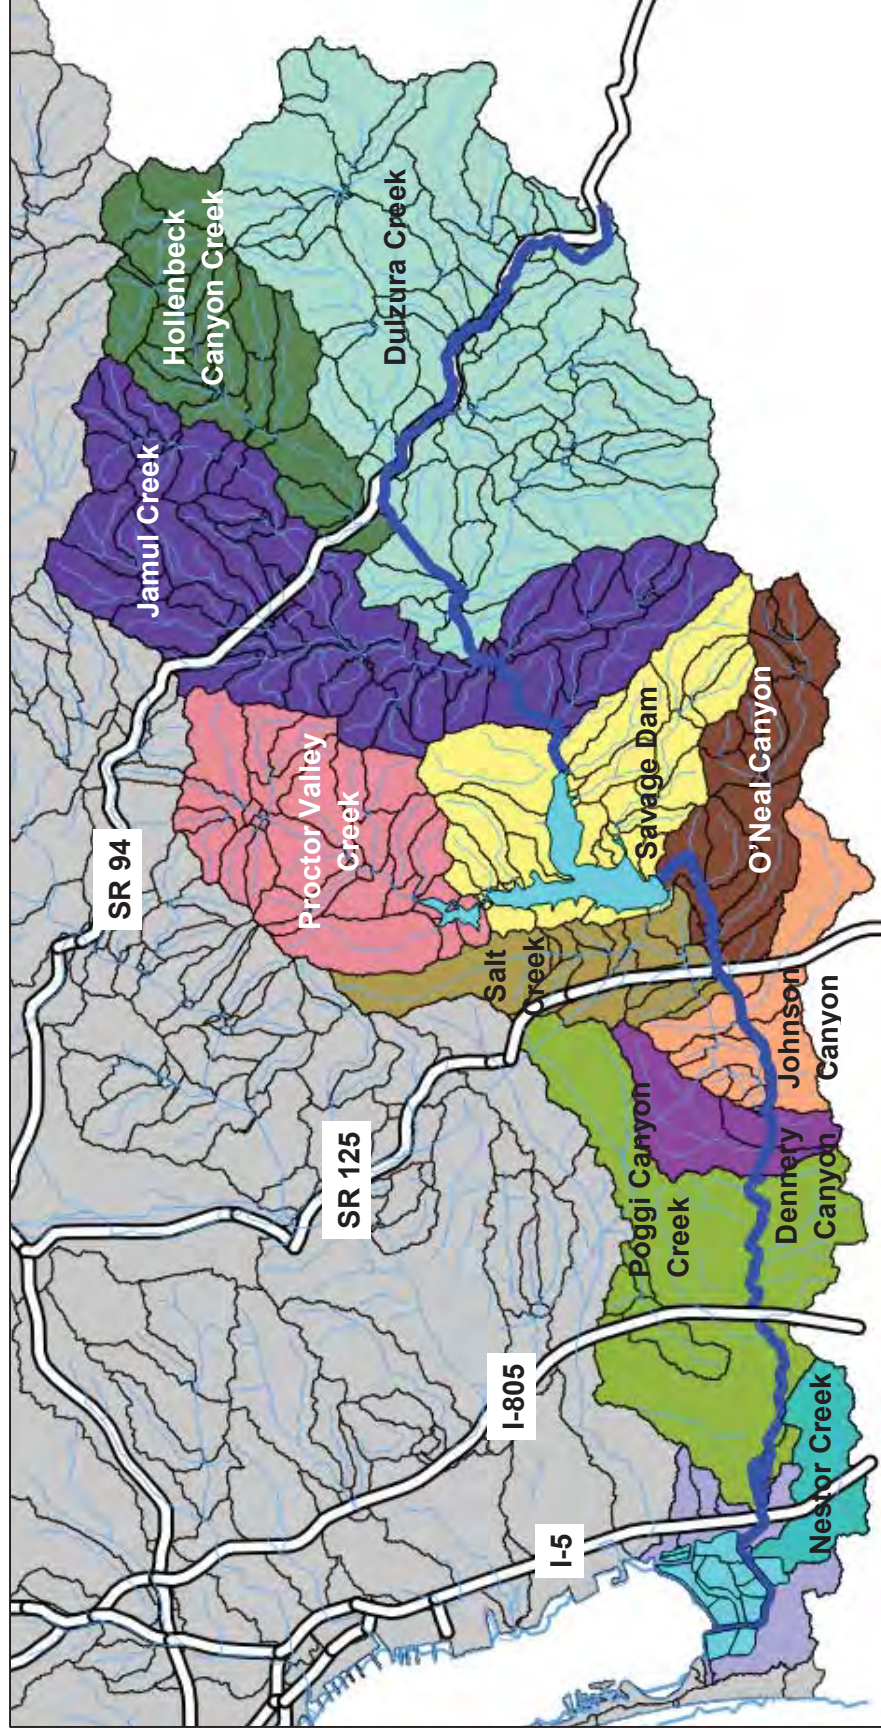 SR 94
SR 125
I-805
I-5
Hollenbeck
Canyon Creek
Jamul Creek
Dulzura Creek
Proctor Valley
Creek
Savage Dam
O'Neal Canyon
Salt
Creek
Johnson
Canyon
Poggi Canyon
Creek
Dennery
Canyon
Nestor Creek